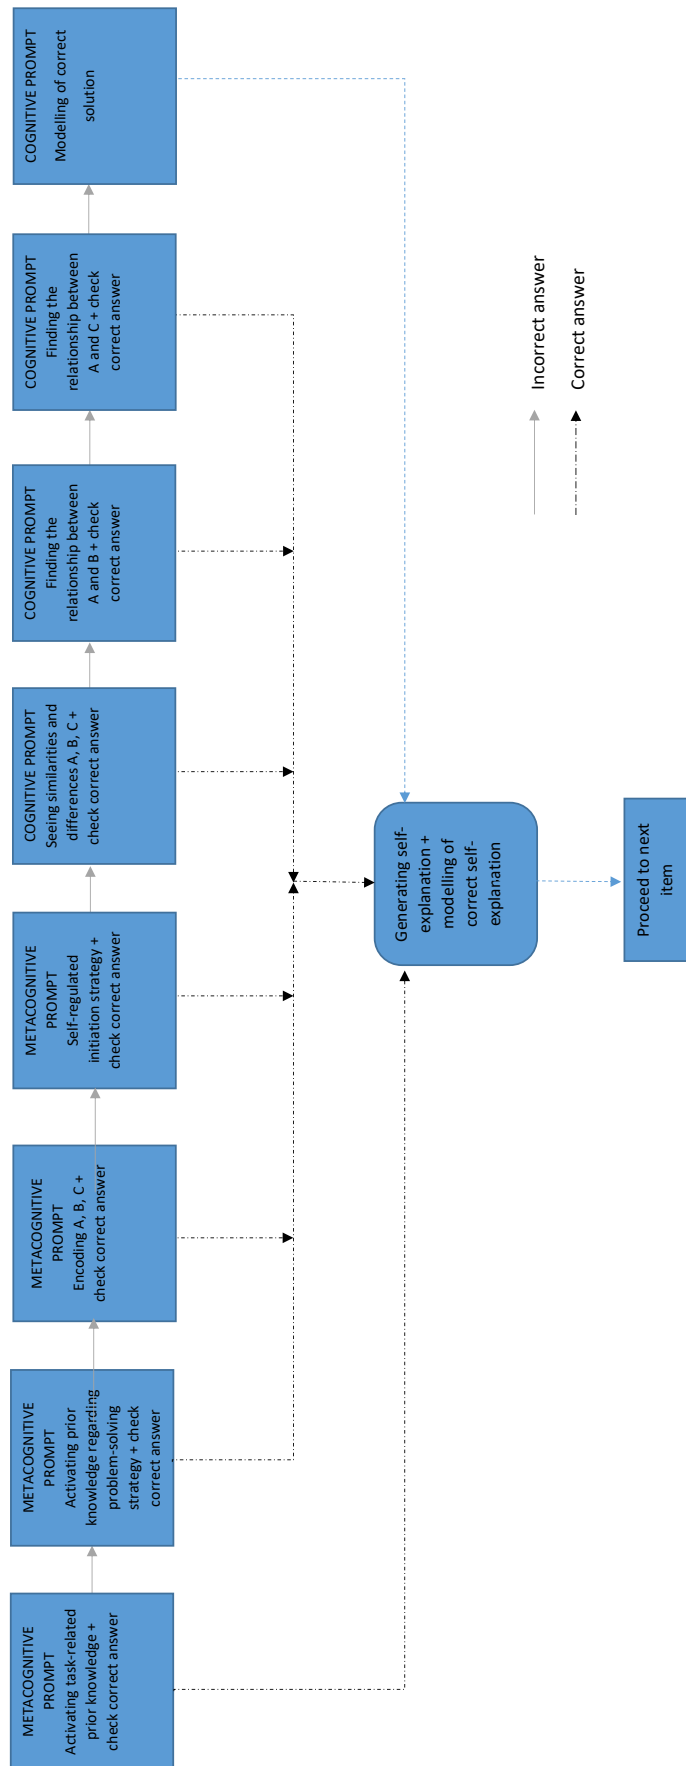 METACOGNITIVE
PROMPT
Activating task-related
prior knowledge +
check correct answer
METACOGNITIVE
PROMPT
Activating prior
knowledge regarding
problem-solving
strategy + check
correct answer
METACOGNITIVE
PROMPT
Encoding A, B, C +
check correct answer
METACOGNITIVE
PROMPT
Self-regulated
initiation strategy +
check correct answer
COGNITIVE PROMPT
Seeing similarities and
differences A, B, C +
check correct answer
COGNITIVE PROMPT
Finding the
relationship between
A and B + check
correct answer
COGNITIVE PROMPT
Finding the
relationship between
A and C + check
correct answer
COGNITIVE PROMPT
Modelling of correct
solution
Generating self-
explanation +
modelling of
correct self-
explanation
Incorrect answer
Correct answer
Proceed to next
item